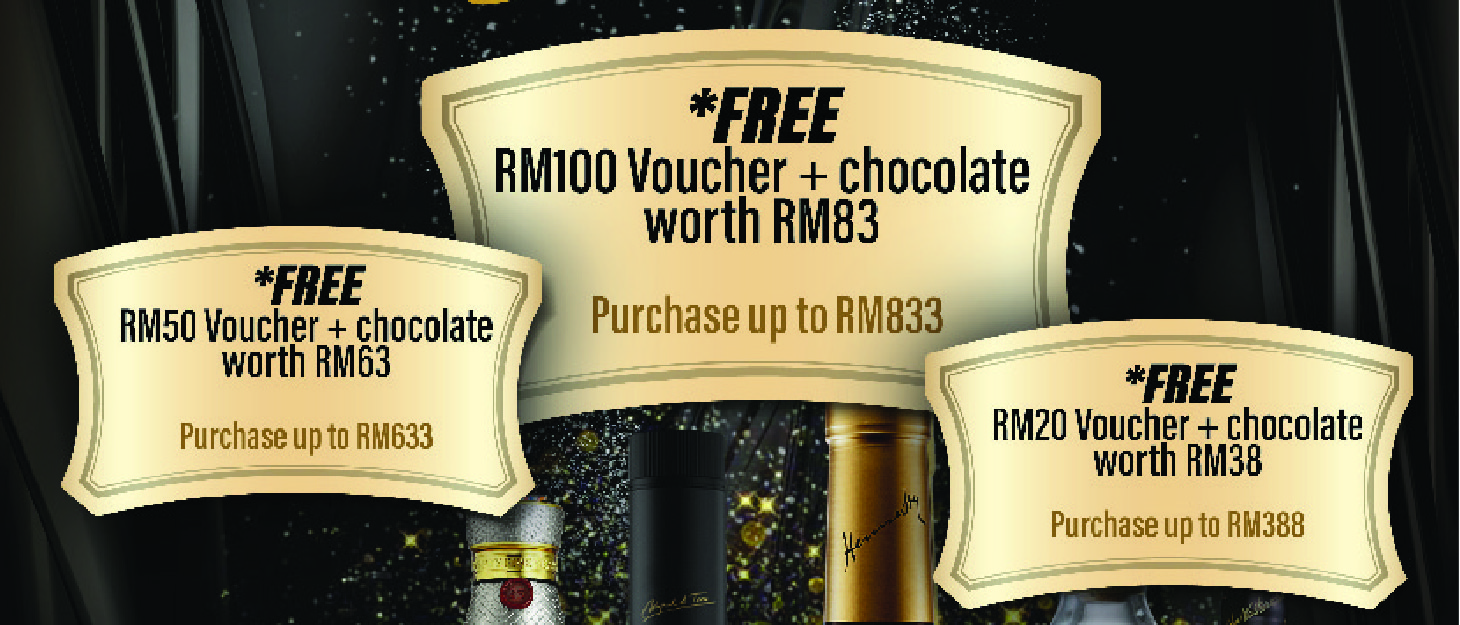 *FREE
RM100 Voucher + chocolate
worth RM83
Purchase up to RM833
*FREE
RM50 Voucher + chocolate
worth RM63
Purchase up to RM633
*FREE
RM20 Voucher + chocolate
worth RM38
Purchase up to RM388
Hennessy